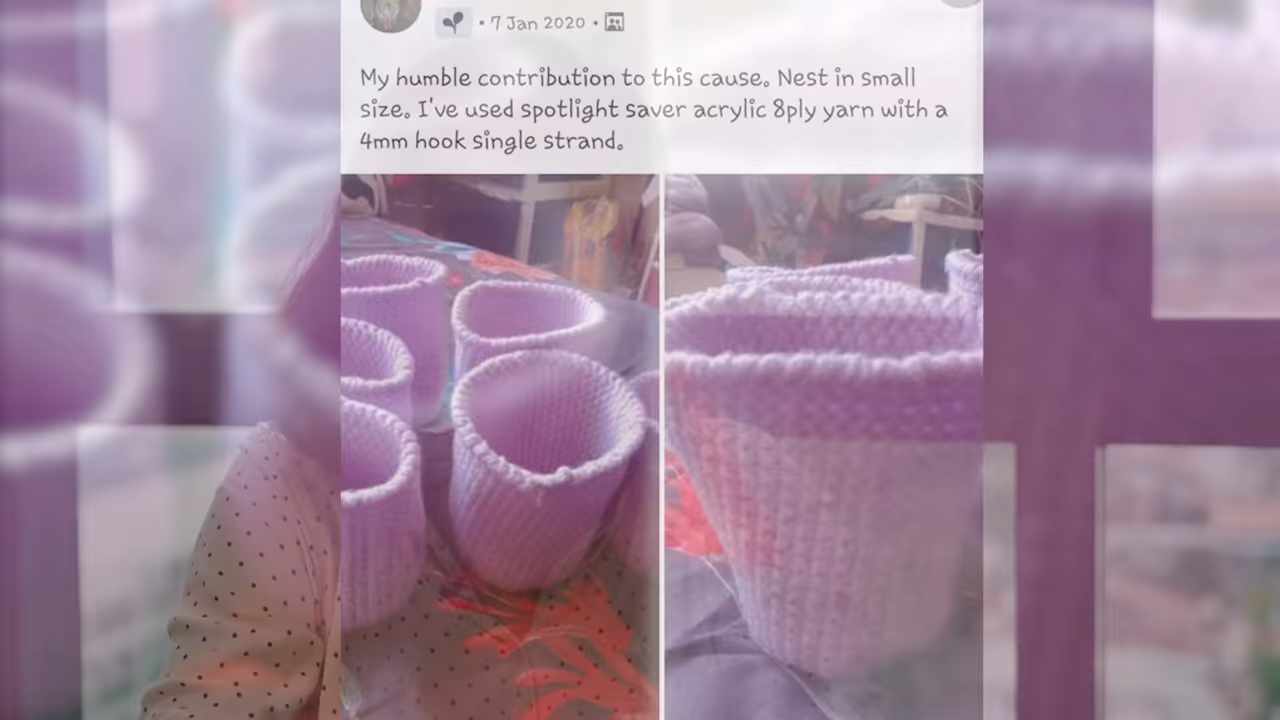 • 7 Jan 2020 •
My humble contribution to this cause. Nest in small
size. I've used spotlight saver acrylic 8ply yarn with a
4mm hook single strand.